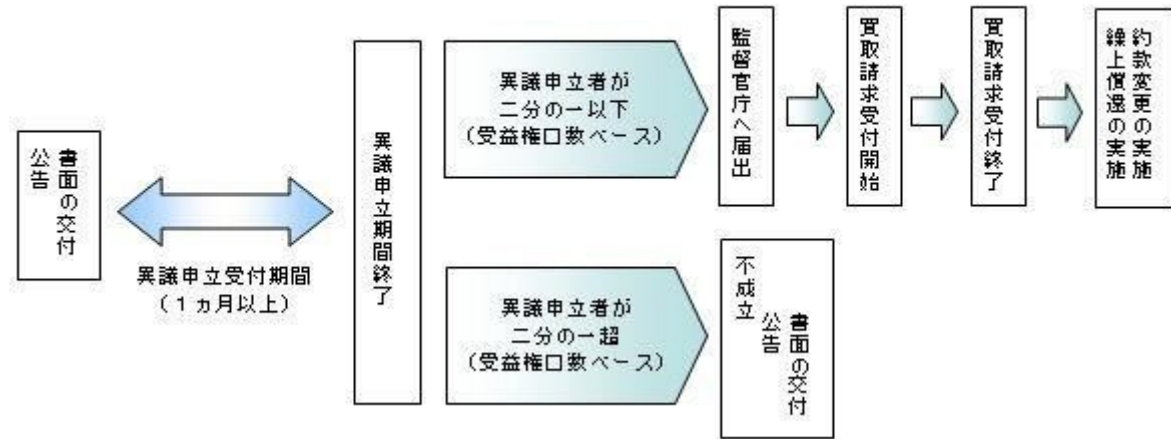 書面の交付
公告
異議申立受付期間
(1ヵ月以上)
異議申立期間終了
異議申立者が
二分の一以下
(受益権口数ベース)
監督官庁へ届出
買取請求受付開始
買取請求受付終了
約款変更の実施
繰上償還の実施
異議申立者が
二分の一超
(受益権口数ベース)
不成立
書面の交付
公告